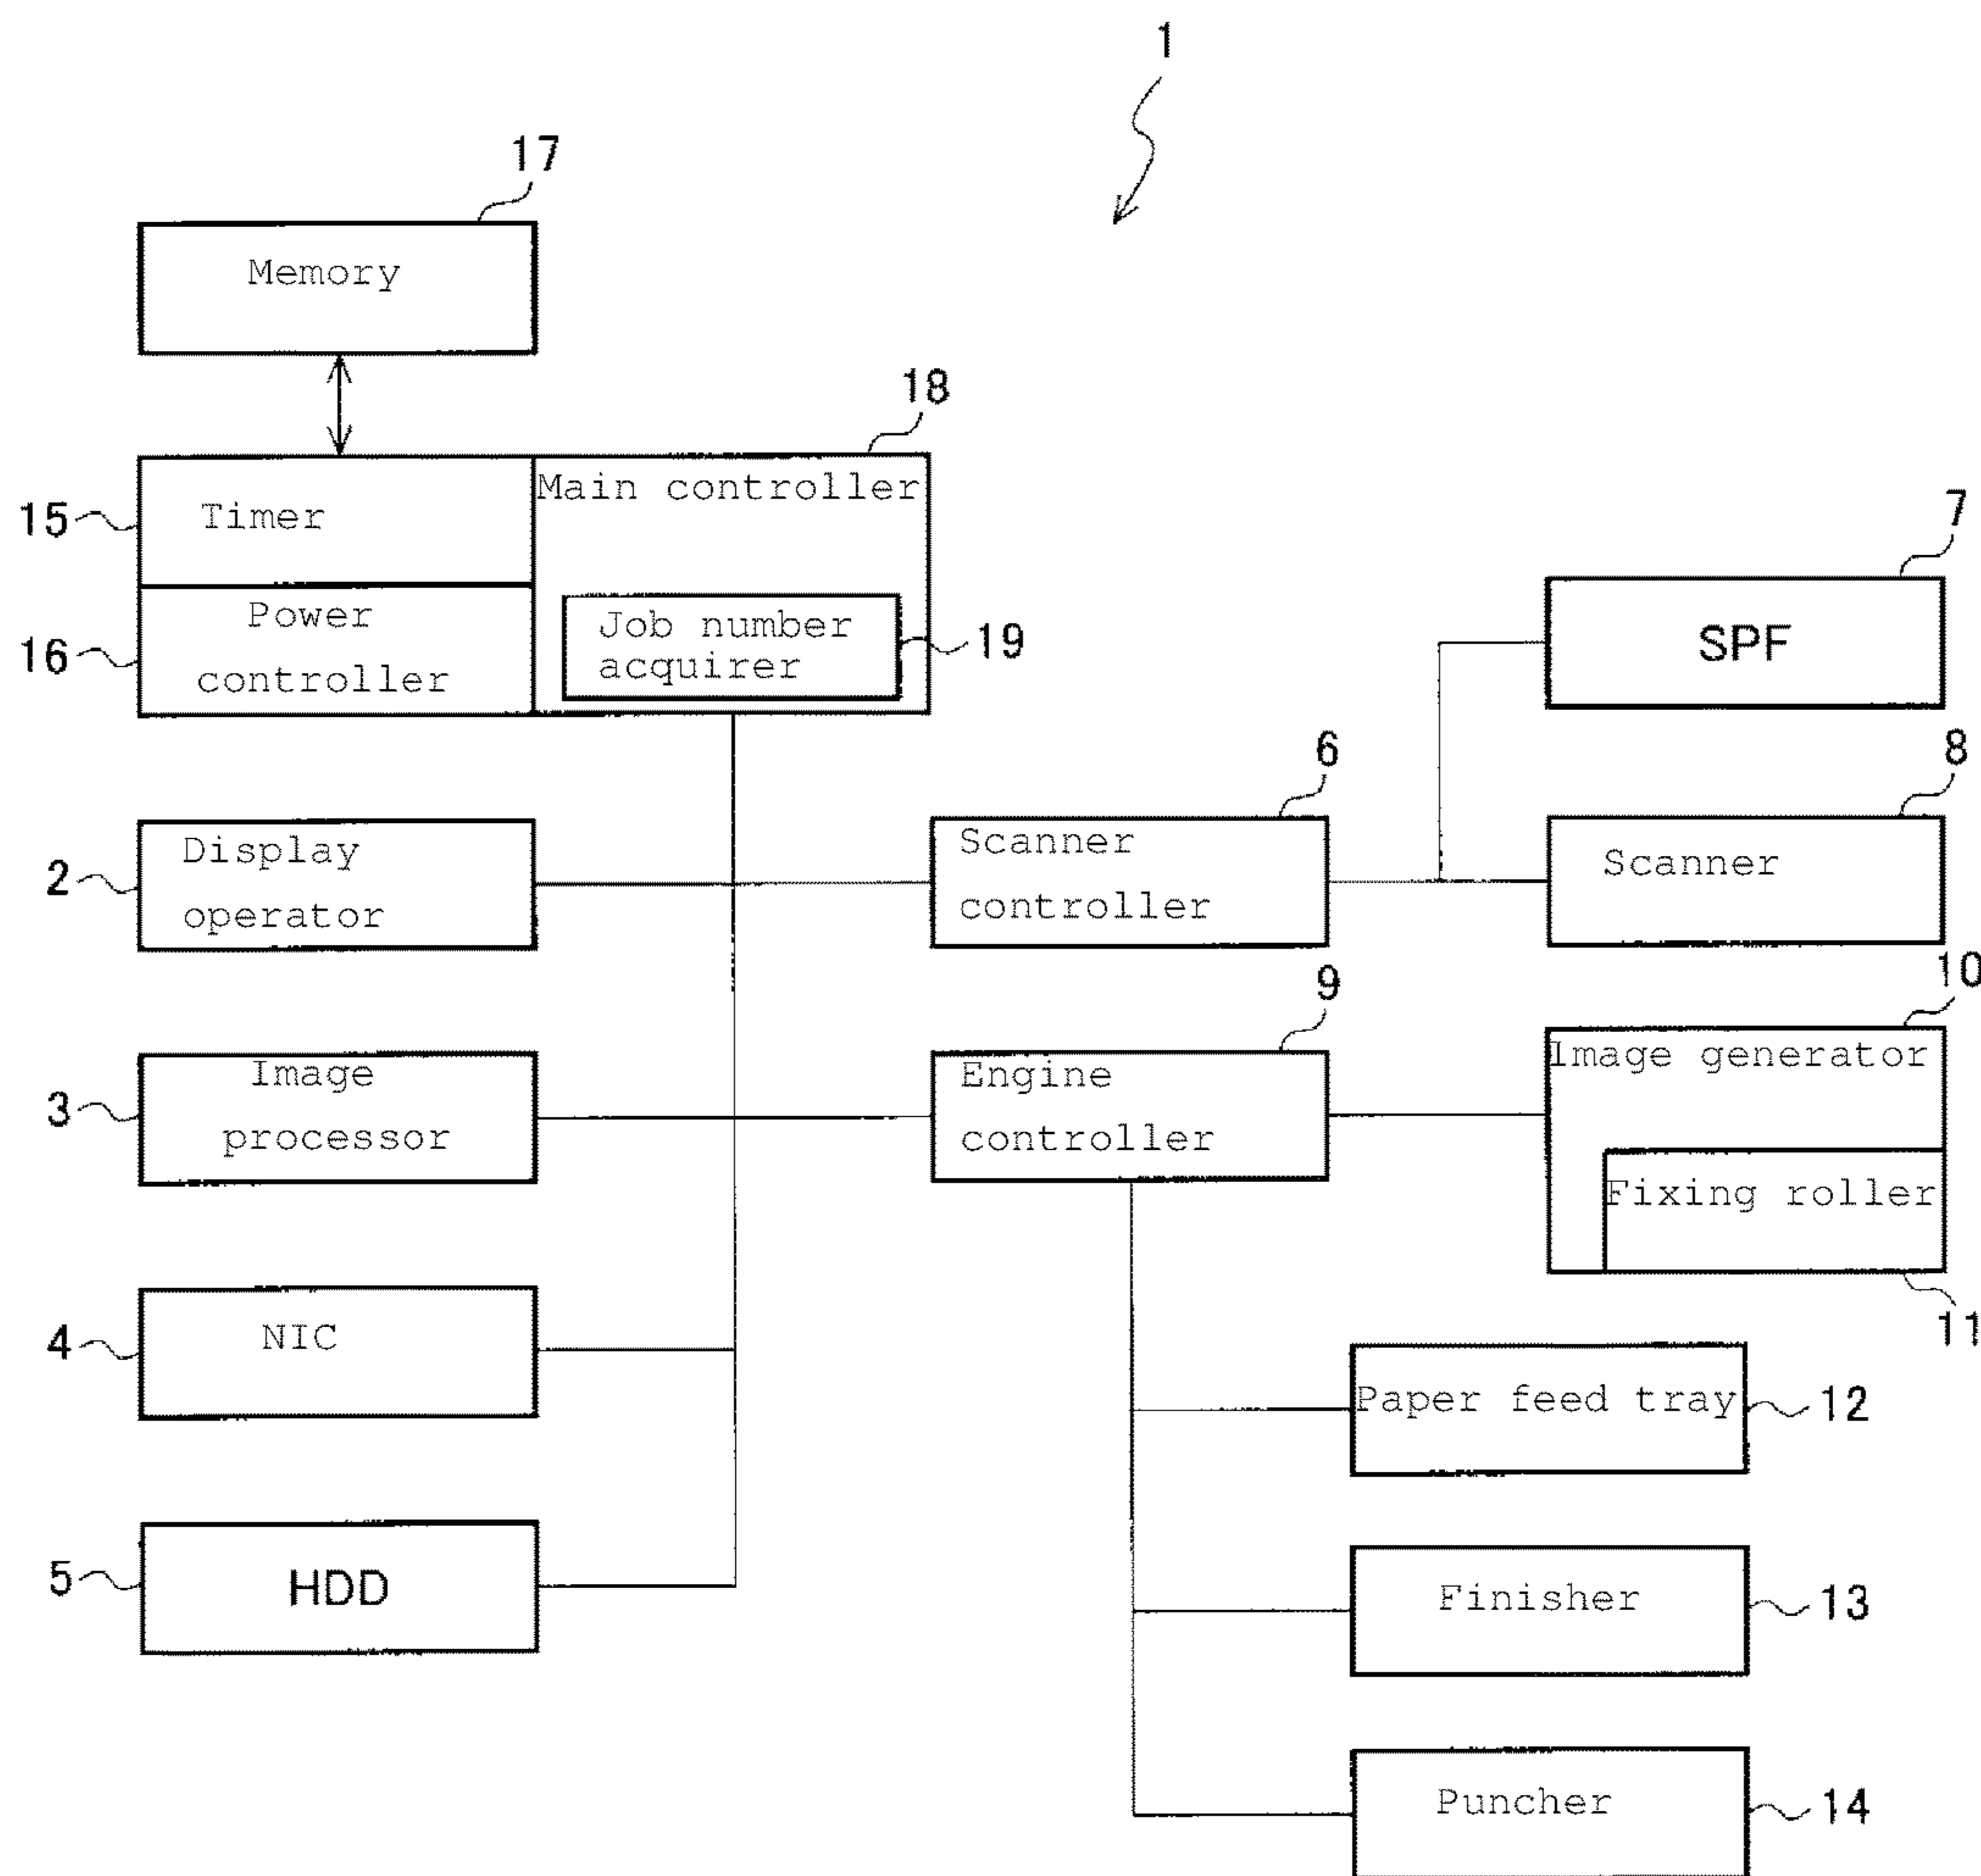 1
17
Memory
18
15
Timer
Main controller
16
Power
controller
Job number
acquirer
19
7
SPF
6
8
2
Display
operator
Scanner
controller
Scanner
9
10
3
Image
processor
Engine
controller
Image generator
Fixing roller
11
4
NIC
Paper feed tray
12
5
HDD
Finisher
13
Puncher
14